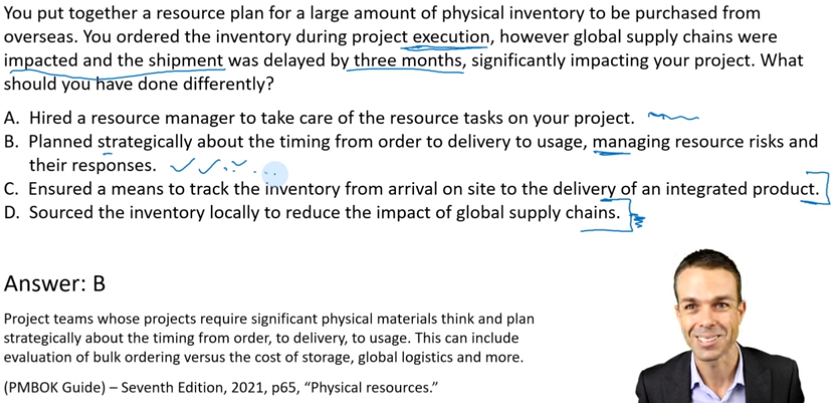 You put together a resource plan for a large amount of physical inventory to be purchased from
overseas. You ordered the inventory during project execution, however global supply chains were
impacted and the shipment was delayed by three months, significantly impacting your project. What
should you have done differently?
A. Hired a resource manager to take care of the resource tasks on your project.
B. Planned strategically about the timing from order to delivery to usage, managing resource risks and
their responses.
C. Ensured a means to track the inventory from arrival on site to the delivery of an integrated product.
D. Sourced the inventory locally to reduce the impact of global supply chains.
Answer: B
Project teams whose projects require significant physical materials think and plan
strategically about the timing from order, to delivery, to usage. This can include
evaluation of bulk ordering versus the cost of storage, global logistics and more.
(PMBOK Guide) – Seventh Edition, 2021, p65, “Physical resources.”